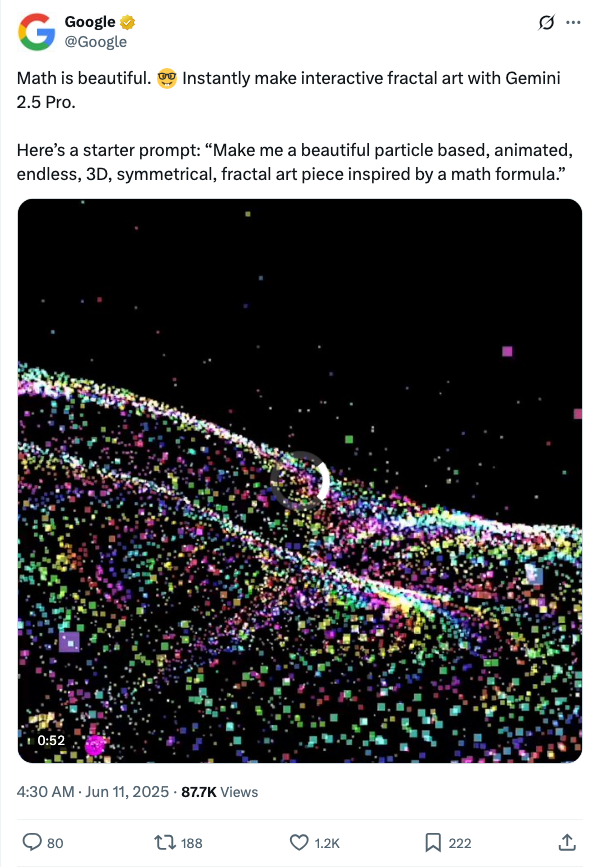 Google
@Google
Math is beautiful. 🤓 Instantly make interactive fractal art with Gemini
2.5 Pro.
Here’s a starter prompt: “Make me a beautiful particle based, animated,
endless, 3D, symmetrical, fractal art piece inspired by a math formula.”
0:52
4:30 AM · Jun 11, 2025 · 87.7K Views
80 188 1.2K 222